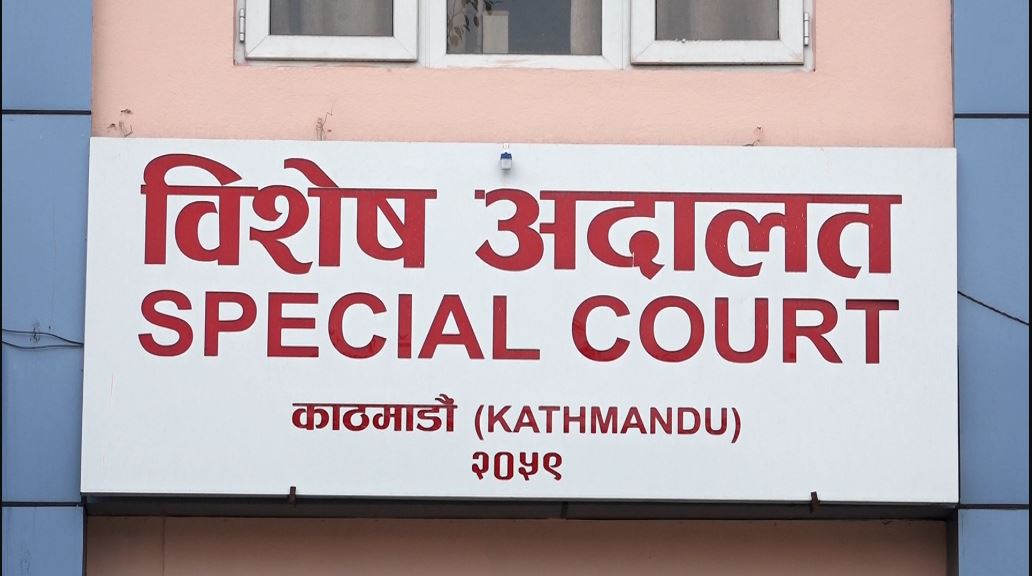 विशेष अदालत
SPECIAL COURT
काठमाडौं (KATHMANDU)
२०५९